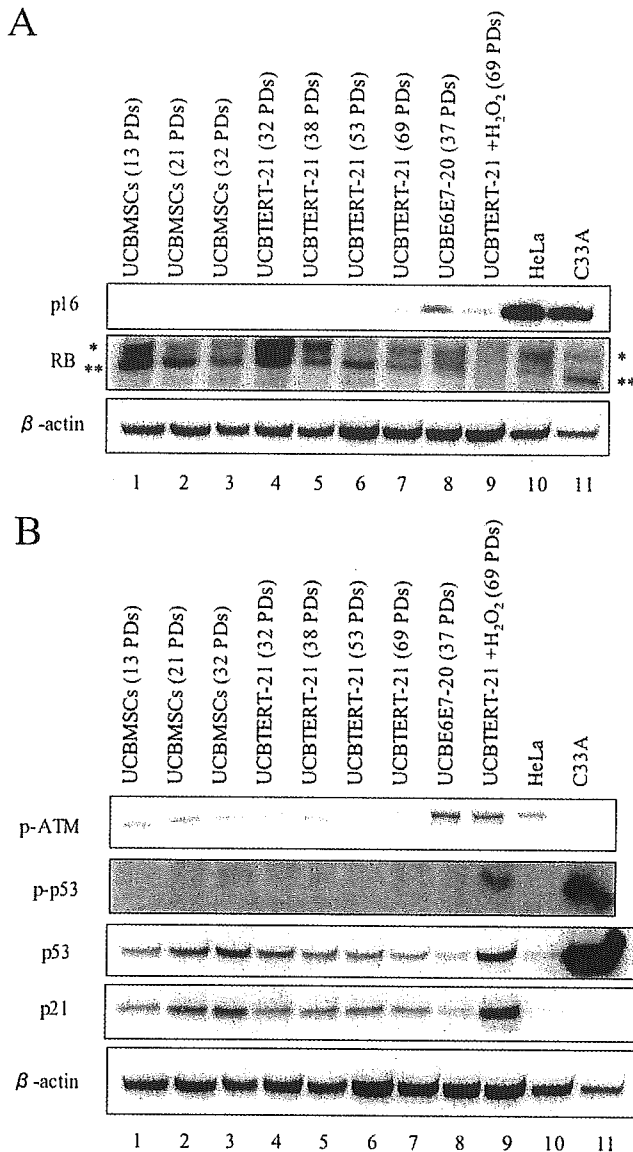 A
UCBMSCs (13 PDs)
UCBMSCs (21 PDs)
UCBMSCs (32 PDs)
UCBTERT-21 (32 PDs)
UCBTERT-21 (38 PDs)
UCBTERT-21 (53 PDs)
UCBTERT-21 (69 PDs)
UCBE6E7-20 (37 PDs)
UCBTERT-21 +H₂O₂ (69 PDs)
HeLa
C33A
p16
RB * ** * **
β-actin
1 2 3 4 5 6 7 8 9 10 11
B
UCBMSCs (13 PDs)
UCBMSCs (21 PDs)
UCBMSCs (32 PDs)
UCBTERT-21 (32 PDs)
UCBTERT-21 (38 PDs)
UCBTERT-21 (53 PDs)
UCBTERT-21 (69 PDs)
UCBE6E7-20 (37 PDs)
UCBTERT-21 +H₂O₂ (69 PDs)
HeLa
C33A
p-ATM
p-p53
p53
p21
β-actin
1 2 3 4 5 6 7 8 9 10 11